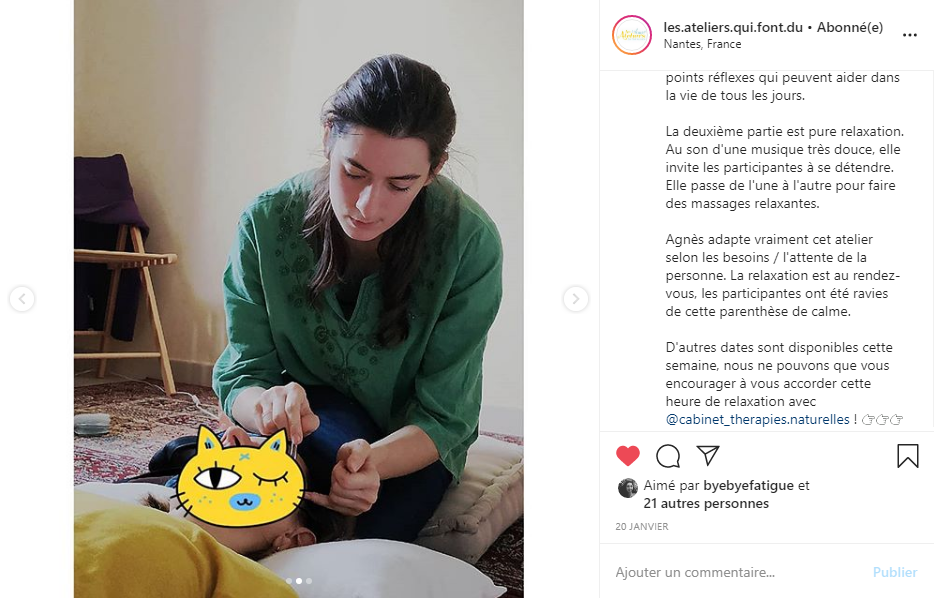 les.ateliers.qui.font.du • Abonné(e)
Nantes, France
points réflexes qui peuvent aider dans
la vie de tous les jours.
La deuxième partie est pure relaxation.
Au son d'une musique très douce, elle
invite les participantes à se détendre.
Elle passe de l'une à l'autre pour faire
des massages relaxantes.
Agnès adapte vraiment cet atelier
selon les besoins / l'attente de la
personne. La relaxation est au rendez-
vous, les participantes ont été ravies
de cette parenthèse de calme.
D'autres dates sont disponibles cette
semaine, nous ne pouvons que vous
encourager à vous accorder cette
heure de relaxation avec
@cabinet_therapies.naturelles ! 👉👉👉
Aimé par byebyefatigue et
21 autres personnes
20 JANVIER
Ajouter un commentaire...
Publier